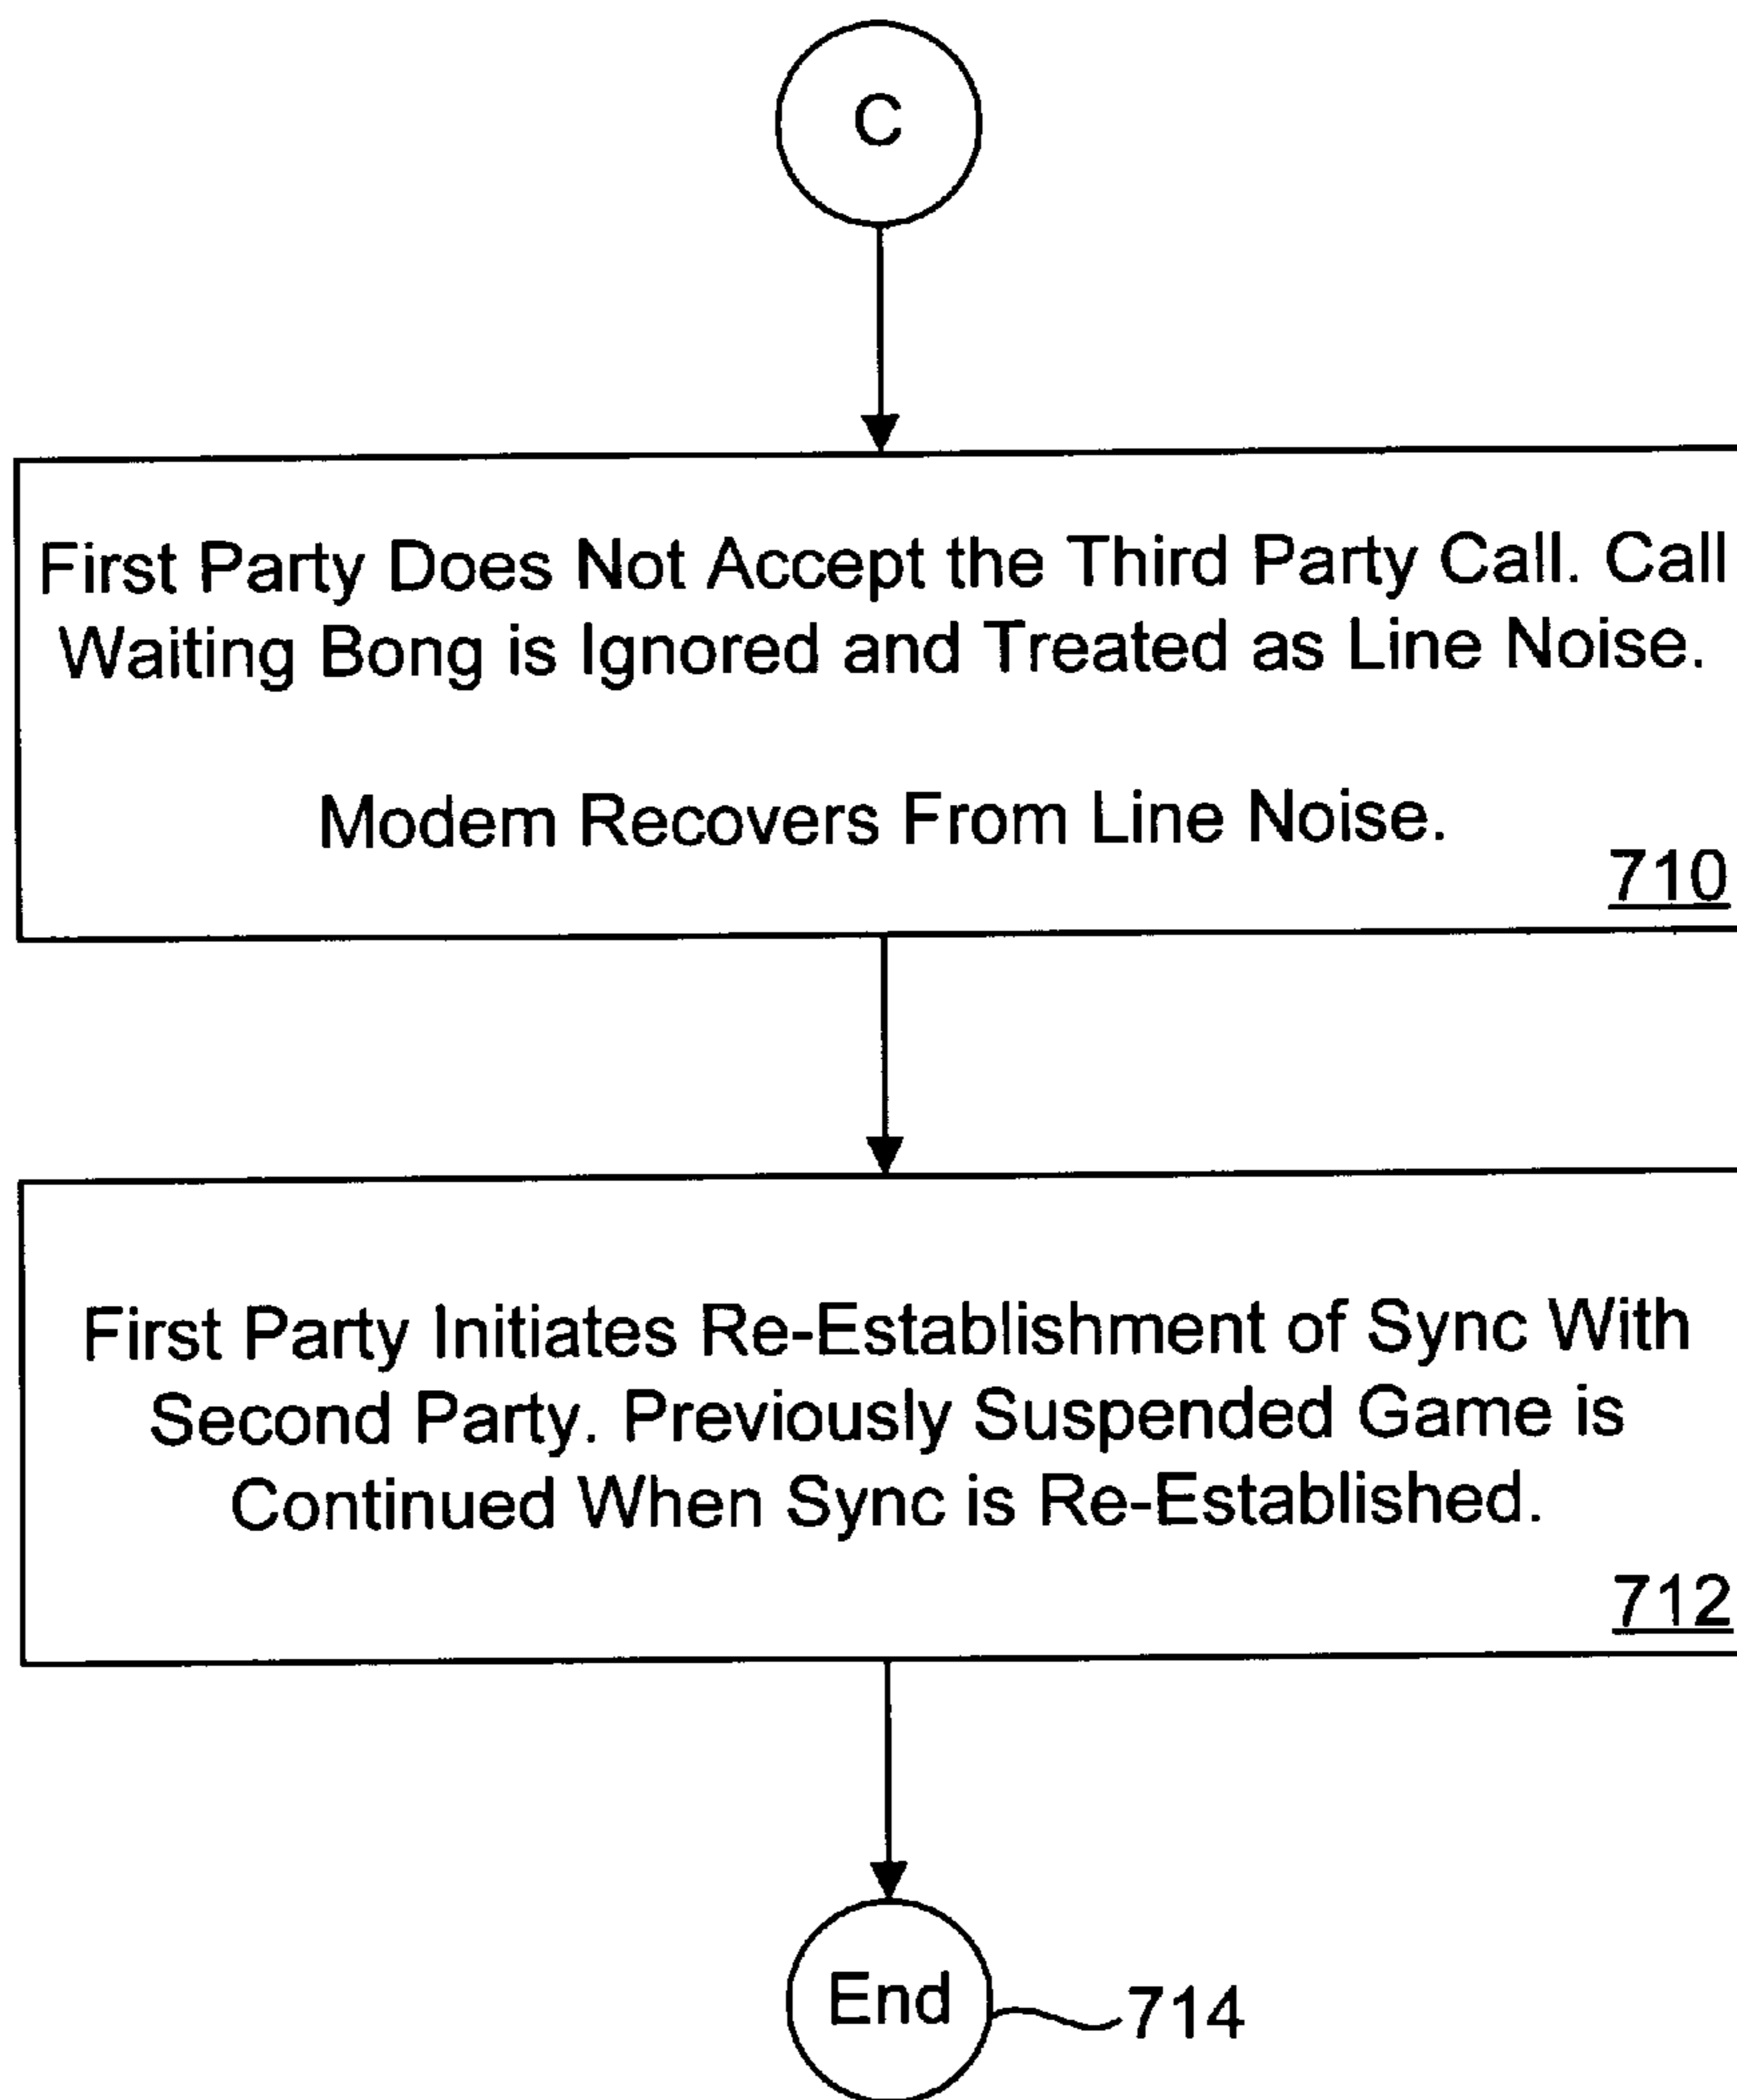 C
First Party Does Not Accept the Third Party Call. Call
Waiting Bong is Ignored and Treated as Line Noise.
Modem Recovers From Line Noise.
710
First Party Initiates Re-Establishment of Sync With
Second Party. Previously Suspended Game is
Continued When Sync is Re-Established.
712
End
714